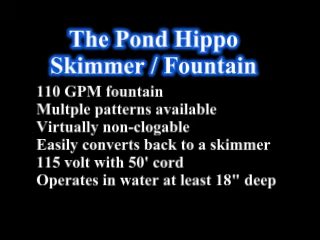 The Pond Hippo
Skimmer / Fountain
110 GPM fountain
Multple patterns available
Virtually non-clogable
Easily converts back to a skimmer
115 volt with 50' cord
Operates in water at least 18" deep